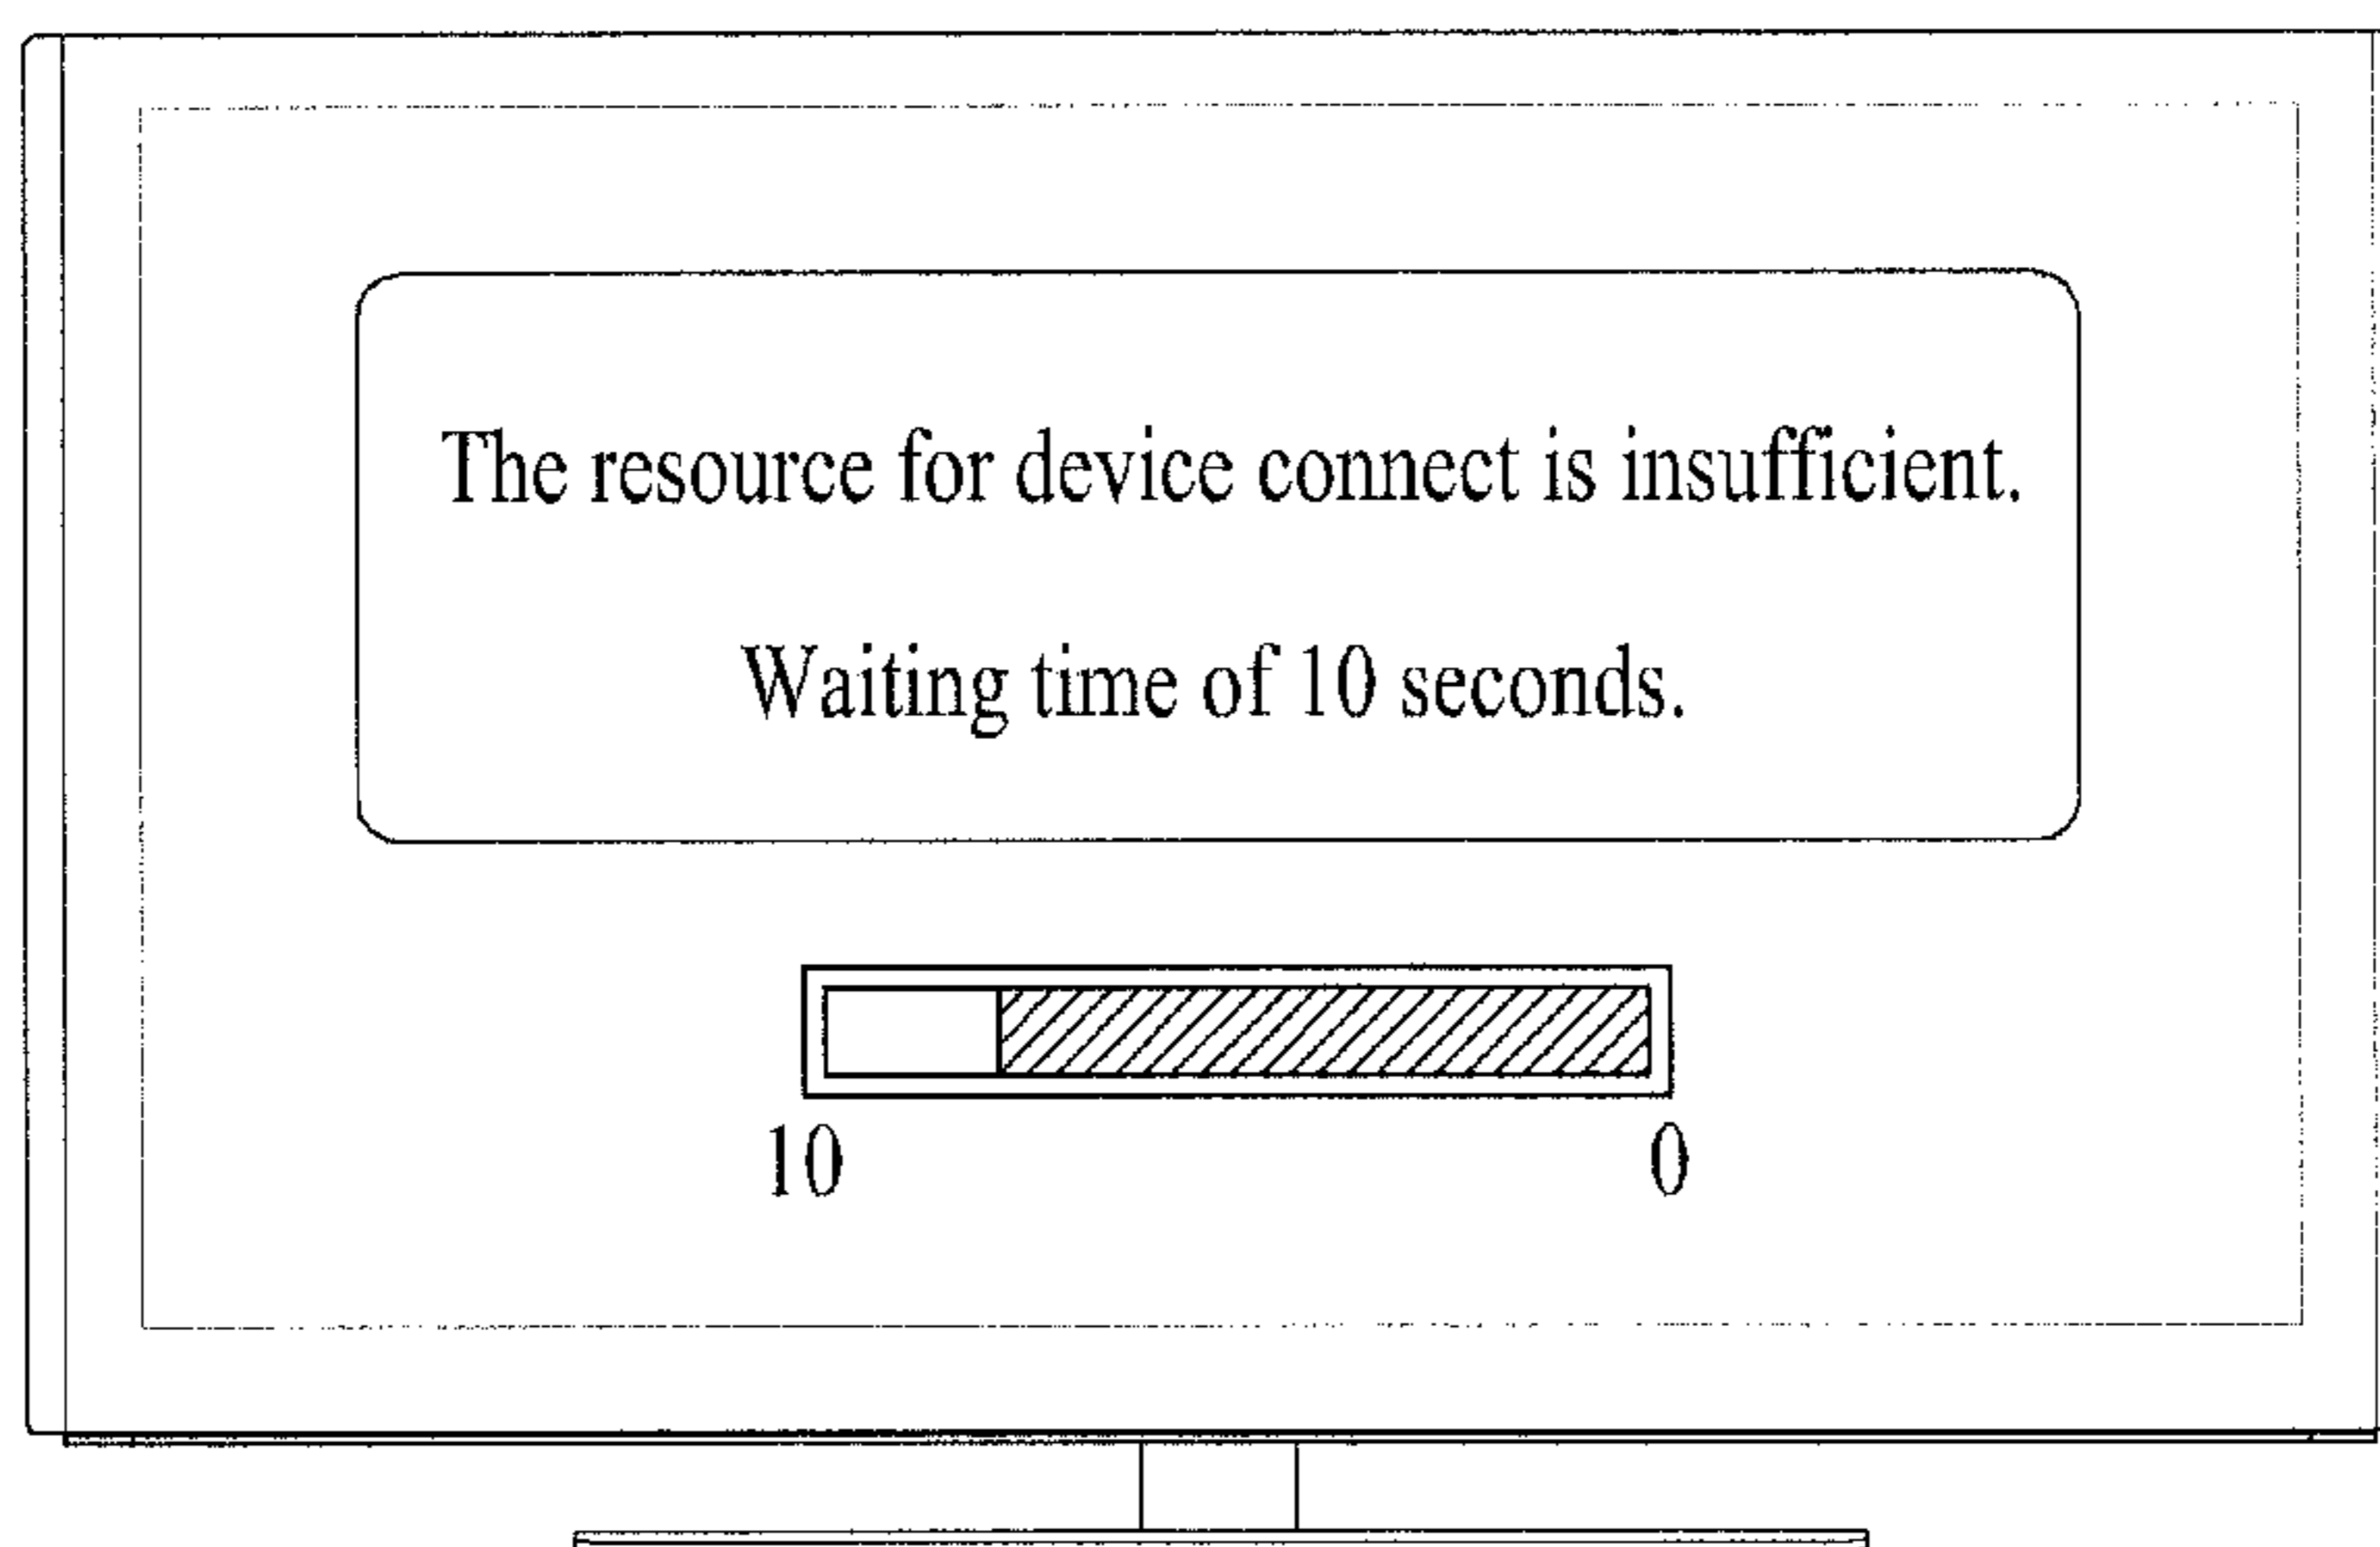 The resource for device connect is insufficient.
Waiting time of 10 seconds.
10 0